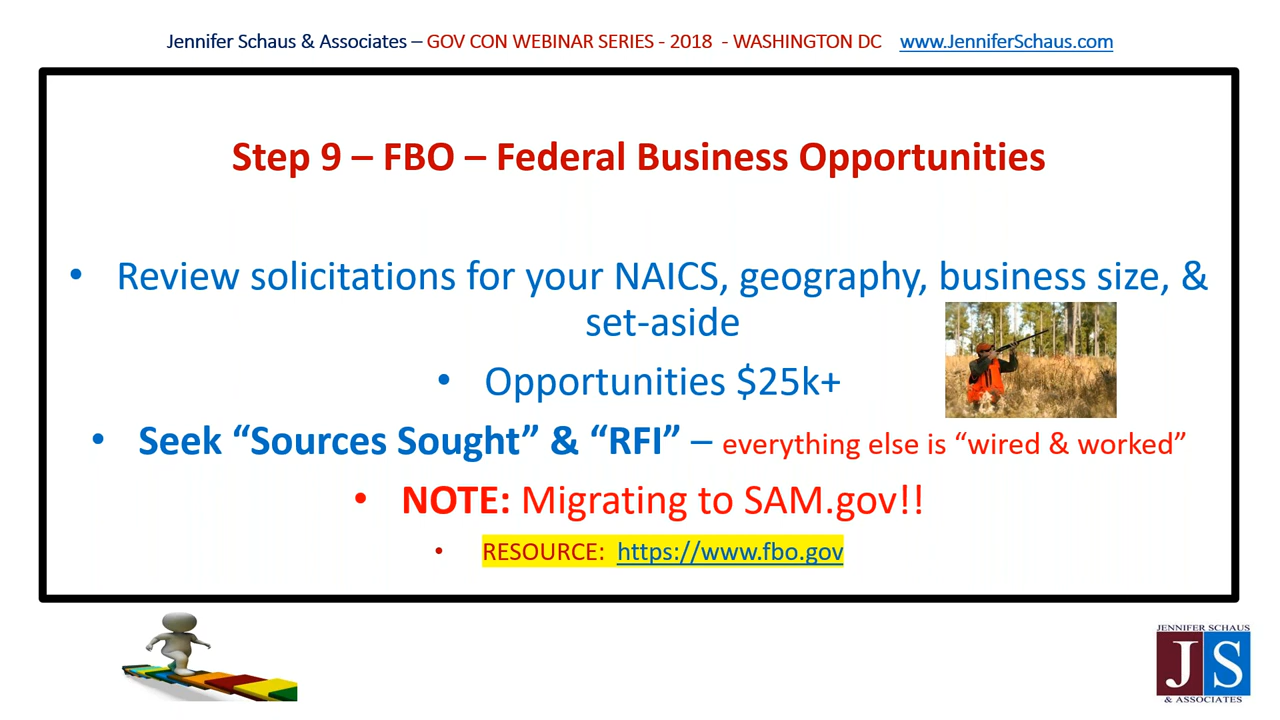 Jennifer Schaus & Associates – GOV CON WEBINAR SERIES - 2018 - WASHINGTON DC www.JenniferSchaus.com
Step 9 – FBO – Federal Business Opportunities
• Review solicitations for your NAICS, geography, business size, &
set-aside
• Opportunities $25k+
• Seek “Sources Sought” & “RFI” – everything else is “wired & worked”
• NOTE: Migrating to SAM.gov!!
• RESOURCE: https://www.fbo.gov
JENNIFER SCHAUS
JS
& ASSOCIATES